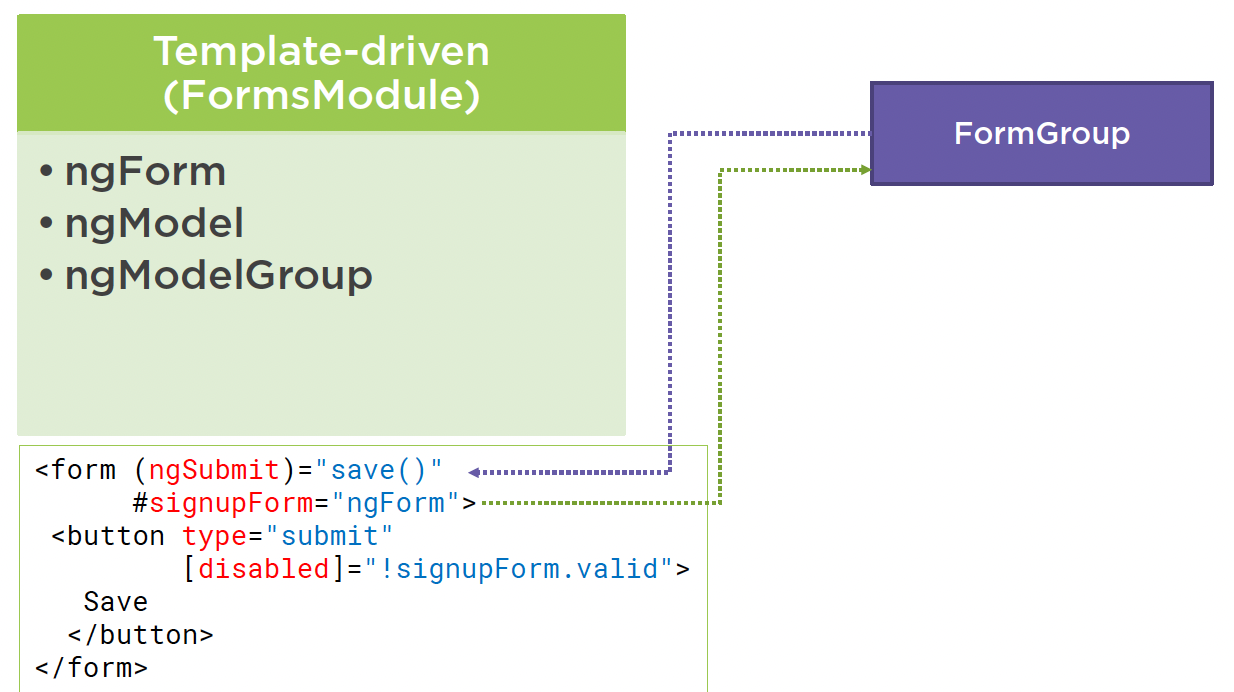 Template-driven
(FormsModule)
• ngForm
• ngModel
• ngModelGroup
FormGroup
<form (ngSubmit)="save()"
      #signupForm="ngForm">
 <button type="submit"
         [disabled]="!signupForm.valid">
   Save
  </button>
</form>